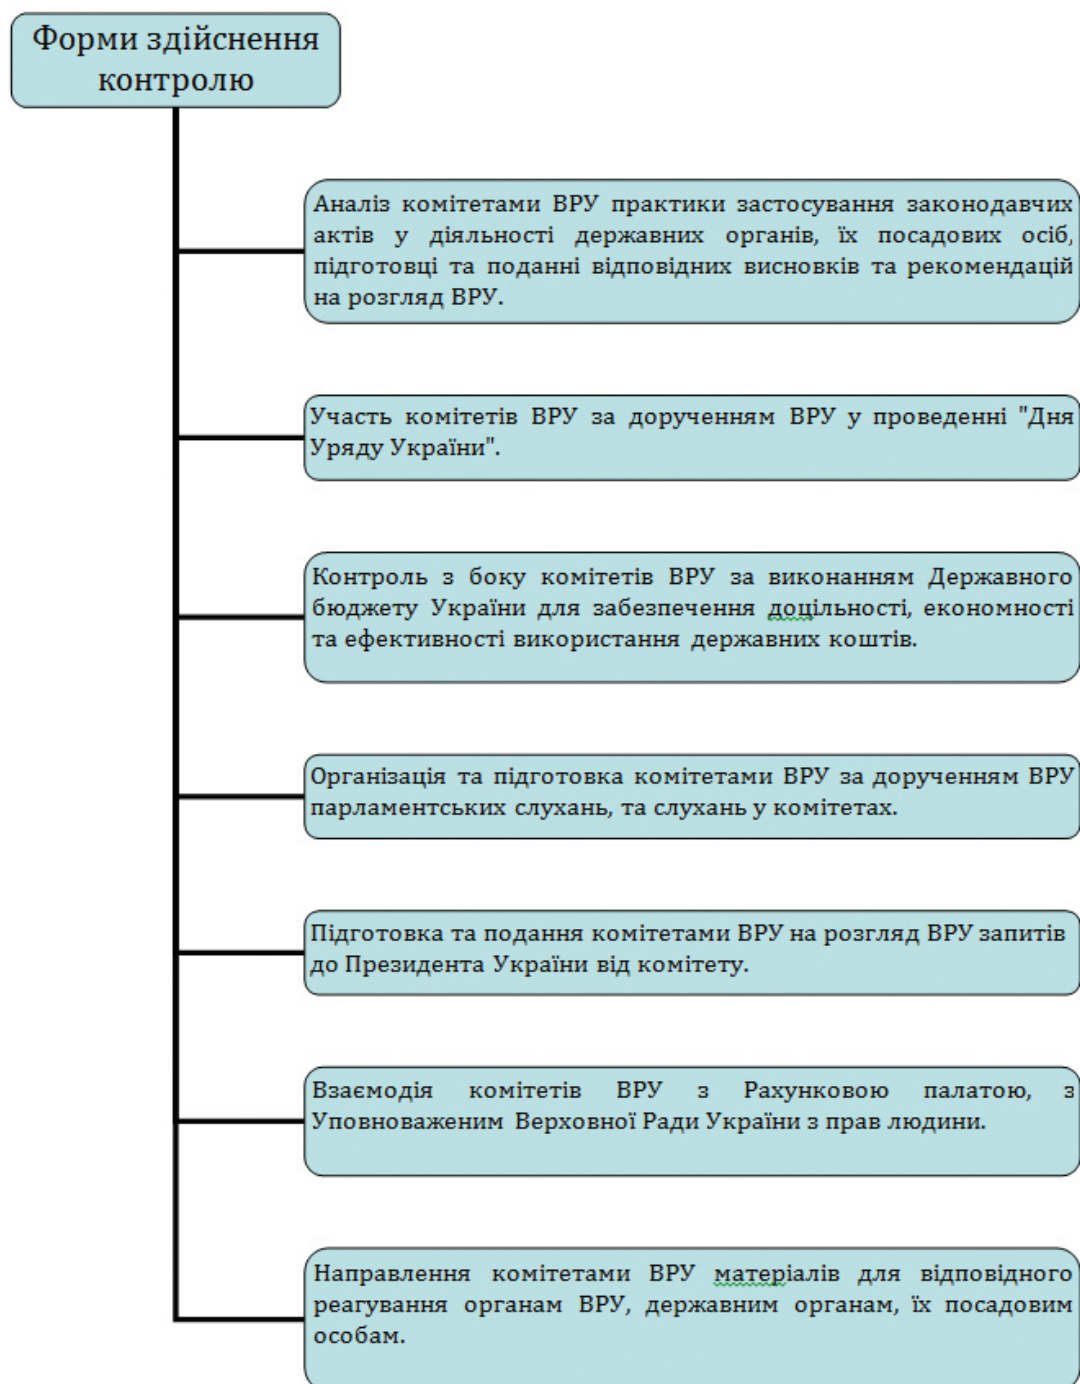 Форми здійснення
контролю
Аналіз комітетами ВРУ практики застосування законодавчих
актів у діяльності державних органів, їх посадових осіб,
підготовці та поданні відповідних висновків та рекомендацій
на розгляд ВРУ.
Участь комітетів ВРУ за дорученням ВРУ у проведенні "Дня
Уряду України".
Контроль з боку комітетів ВРУ за виконанням Державного
бюджету України для забезпечення доцільності, економності
та ефективності використання державних коштів.
Організація та підготовка комітетами ВРУ за дорученням ВРУ
парламентських слухань, та слухань у комітетах.
Підготовка та подання комітетами ВРУ на розгляд ВРУ запитів
до Президента України від комітету.
Взаємодія комітетів ВРУ з Рахунковою палатою, з
Уповноваженим Верховної Ради України з прав людини.
Направлення комітетами ВРУ матеріалів для відповідного
реагування органам ВРУ, державним органам, їх посадовим
особам.